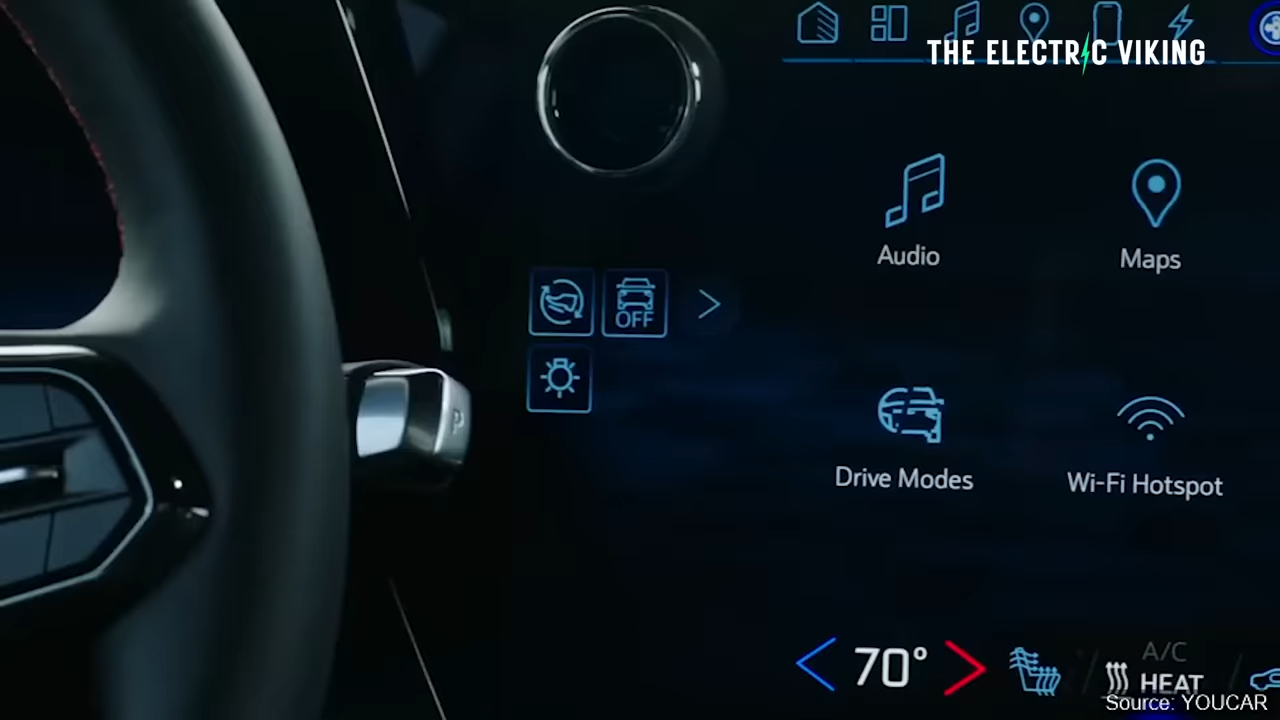 THE ELECTRIC VIKING
Audio
Maps
OFF
Drive Modes
Wi-Fi Hotspot
P
70°
A/C
HEAT
Source: YOUCAR